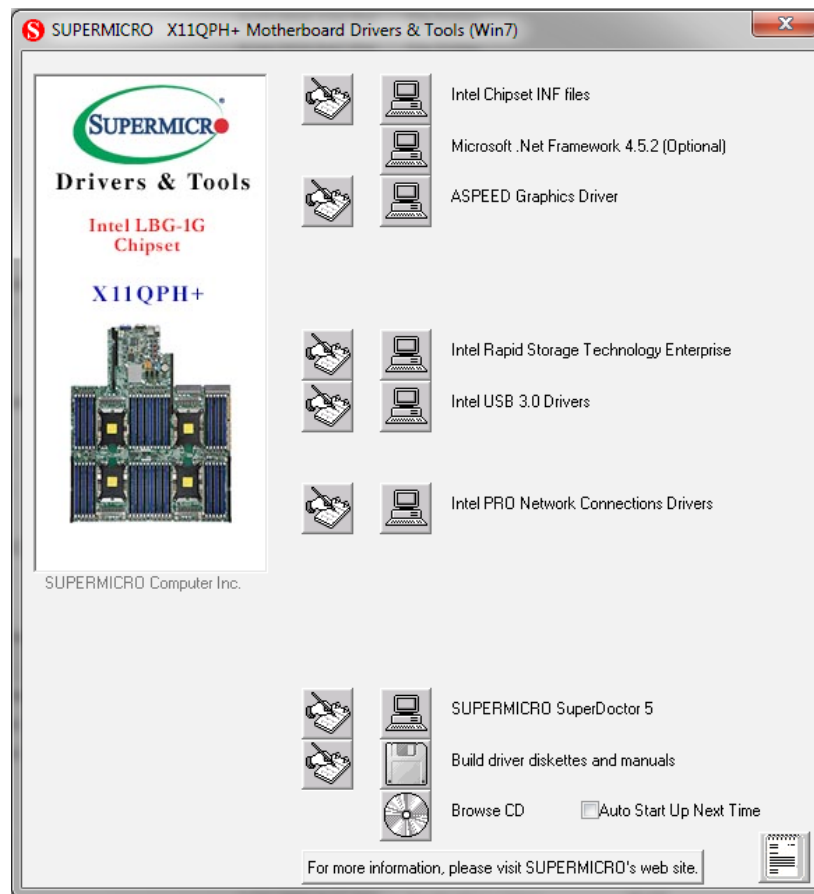 SUPERMICRO X11QPH+ Motherboard Drivers & Tools (Win7)
SUPERMICRO
Drivers & Tools
Intel LBG-1G
Chipset
X11QPH+
SUPERMICRO Computer Inc.
Intel Chipset INF files
Microsoft .Net Framework 4.5.2 (Optional)
ASPEED Graphics Driver
Intel Rapid Storage Technology Enterprise
Intel USB 3.0 Drivers
Intel PRO Network Connections Drivers
SUPERMICRO SuperDoctor 5
Build driver diskettes and manuals
Browse CD Auto Start Up Next Time
For more information, please visit SUPERMICRO's web site.